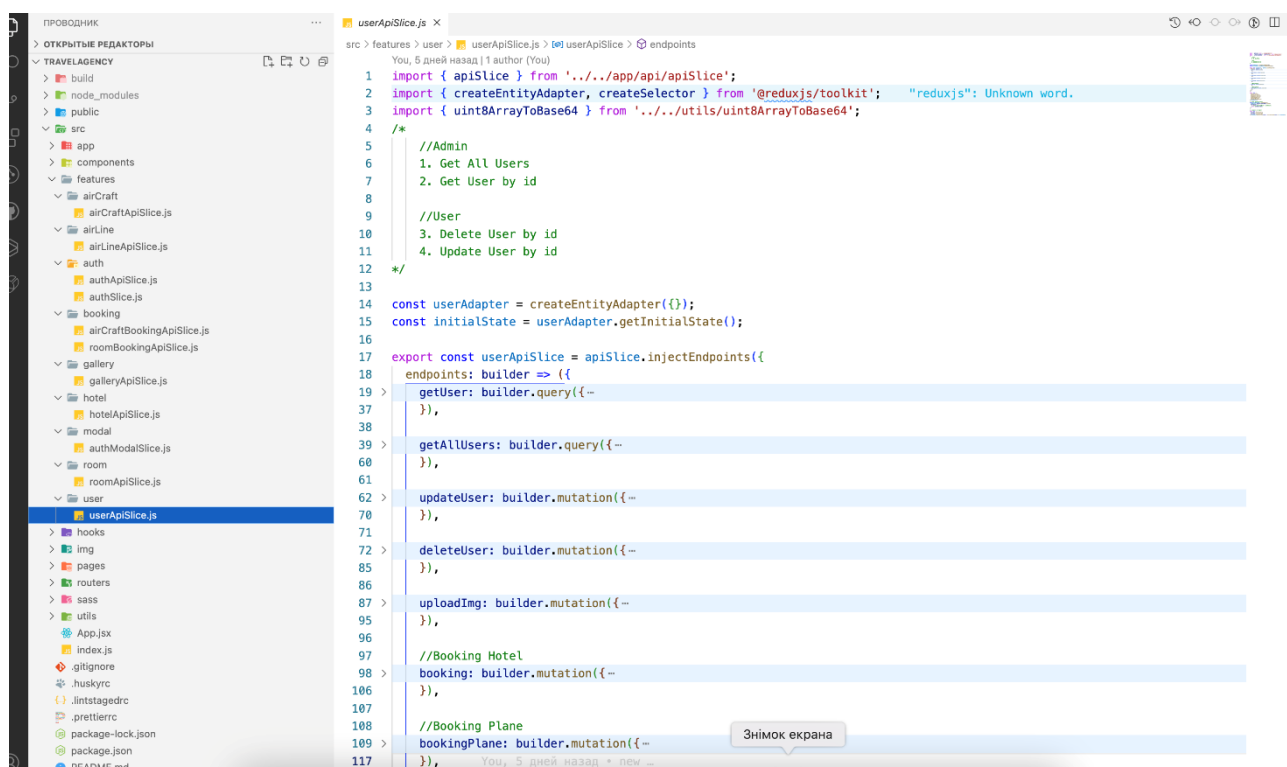 ПРОВОДНИК ···
ОТКРЫТЫЕ РЕДАКТОРЫ
TRAVELAGENCY
build
node_modules
public
src
app
components
features
airCraft
airCraftApiSlice.js
airLine
airLineApiSlice.js
auth
authApiSlice.js
authSlice.js
booking
airCraftBookingApiSlice.js
roomBookingApiSlice.js
gallery
galleryApiSlice.js
hotel
hotelApiSlice.js
modal
authModalSlice.js
room
roomApiSlice.js
user
userApiSlice.js
hooks
img
pages
routers
sass
utils
App.jsx
index.js
.gitignore
.huskyrc
.lintstagedrc
.prettierrc
package-lock.json
package.json
README.md
userApiSlice.js
src > features > user > userApiSlice.js > userApiSlice > endpoints
You, 5 дней назад | 1 author (You)
1 import { apiSlice } from '../../app/api/apiSlice';
2 import { createEntityAdapter, createSelector } from '@reduxjs/toolkit'; "reduxjs": Unknown word.
3 import { uint8ArrayToBase64 } from '../../utils/uint8ArrayToBase64';
4 /*
5 //Admin
6 1. Get All Users
7 2. Get User by id
8
9 //User
10 3. Delete User by id
11 4. Update User by id
12 */
13
14 const userAdapter = createEntityAdapter({});
15 const initialState = userAdapter.getInitialState();
16
17 export const userApiSlice = apiSlice.injectEndpoints({
18 endpoints: builder => ({
19 > getUser: builder.query({⋯
37 }),
38
39 > getAllUsers: builder.query({⋯
60 }),
61
62 > updateUser: builder.mutation({⋯
70 }),
71
72 > deleteUser: builder.mutation({⋯
85 }),
86
87 > uploadImg: builder.mutation({⋯
95 }),
96
97 //Booking Hotel
98 > booking: builder.mutation({⋯
106 }),
107
108 //Booking Plane
109 > bookingPlane: builder.mutation({⋯
117 }), You, 5 дней назад • new …
Знімок екрана